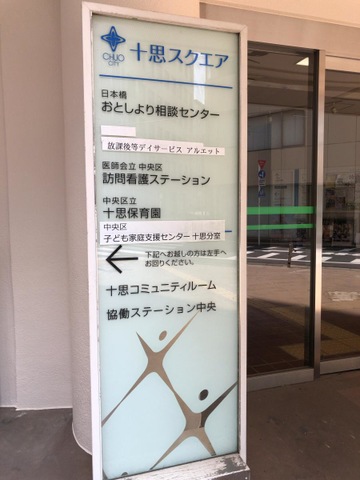 CHUO
CITY
十思スクエア
日本橋
おとしより相談センター
放課後等デイサービス アルエット
医師会立 中央区
訪問看護ステーション
中央区立
十思保育園
中央区
子ども家庭支援センター 十思分室
下記へお越しの方は左手へ
お回りください。
十思コミュニティルーム
協働ステーション中央